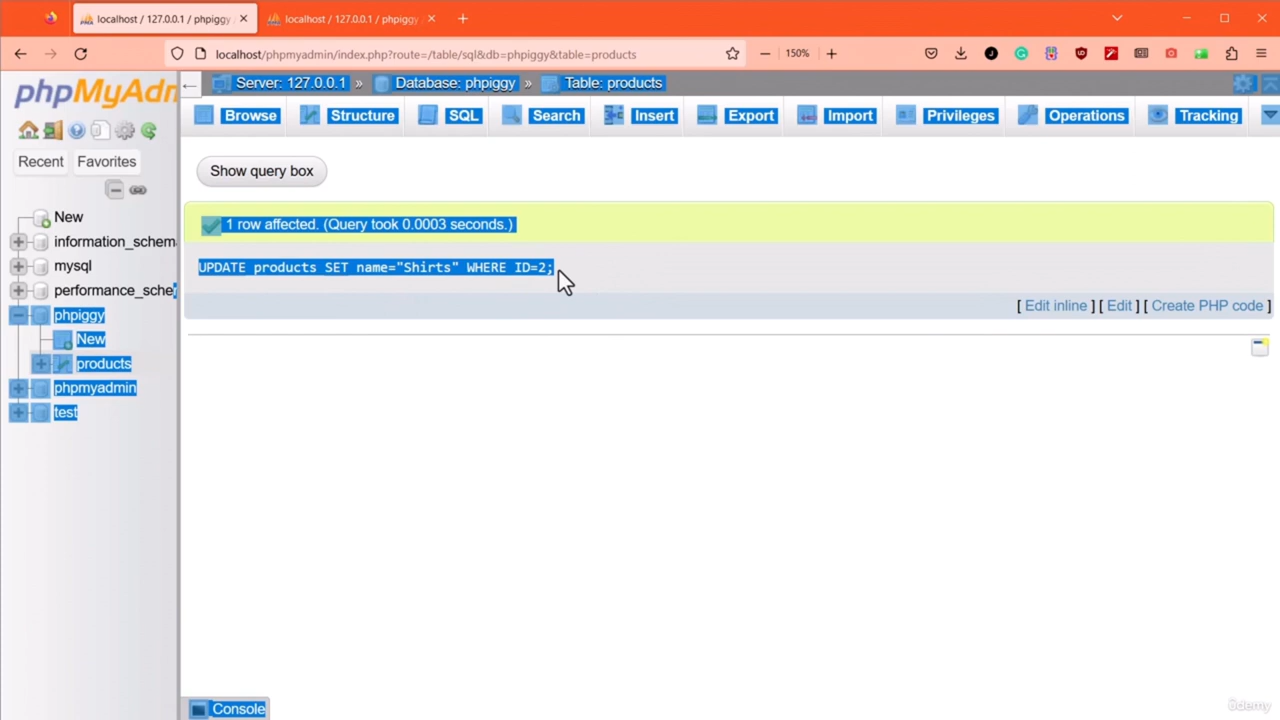 localhost / 127.0.0.1 / phpiggy
localhost / 127.0.0.1 / phpiggy
localhost/phpmyadmin/index.php?route=/table/sql&db=phpiggy&table=products
150%
phpMyAdm
Server: 127.0.0.1 » Database: phpiggy » Table: products
Browse Structure SQL Search Insert Export Import Privileges Operations Tracking
Recent Favorites
New
information_schema
mysql
performance_sche
phpiggy
New
products
phpmyadmin
test
Show query box
1 row affected. (Query took 0.0003 seconds.)
UPDATE products SET name="Shirts" WHERE ID=2;
[ Edit inline ] [ Edit ] [ Create PHP code ]
Console
ûdemy